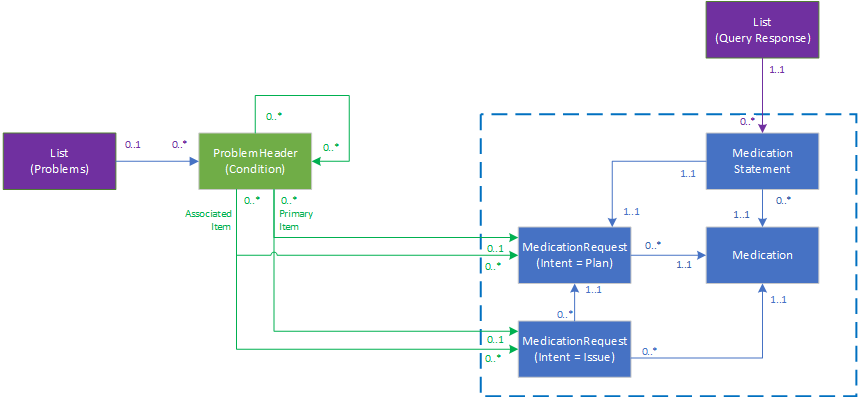 List
(Query Response)
1..1
0..*
0..*
0..*
List
(Problems)
0..1
0..*
ProblemHeader
(Condition)
Medication
Statement
1..1
0..*
0..*
0..*
Associated
Item
Primary
Item
1..1
1..1
MedicationRequest
(Intent = Plan)
0..*
1..1
Medication
0..1
0..*
1..1
1..1
0..*
MedicationRequest
(Intent = Issue)
0..1
0..*
0..*